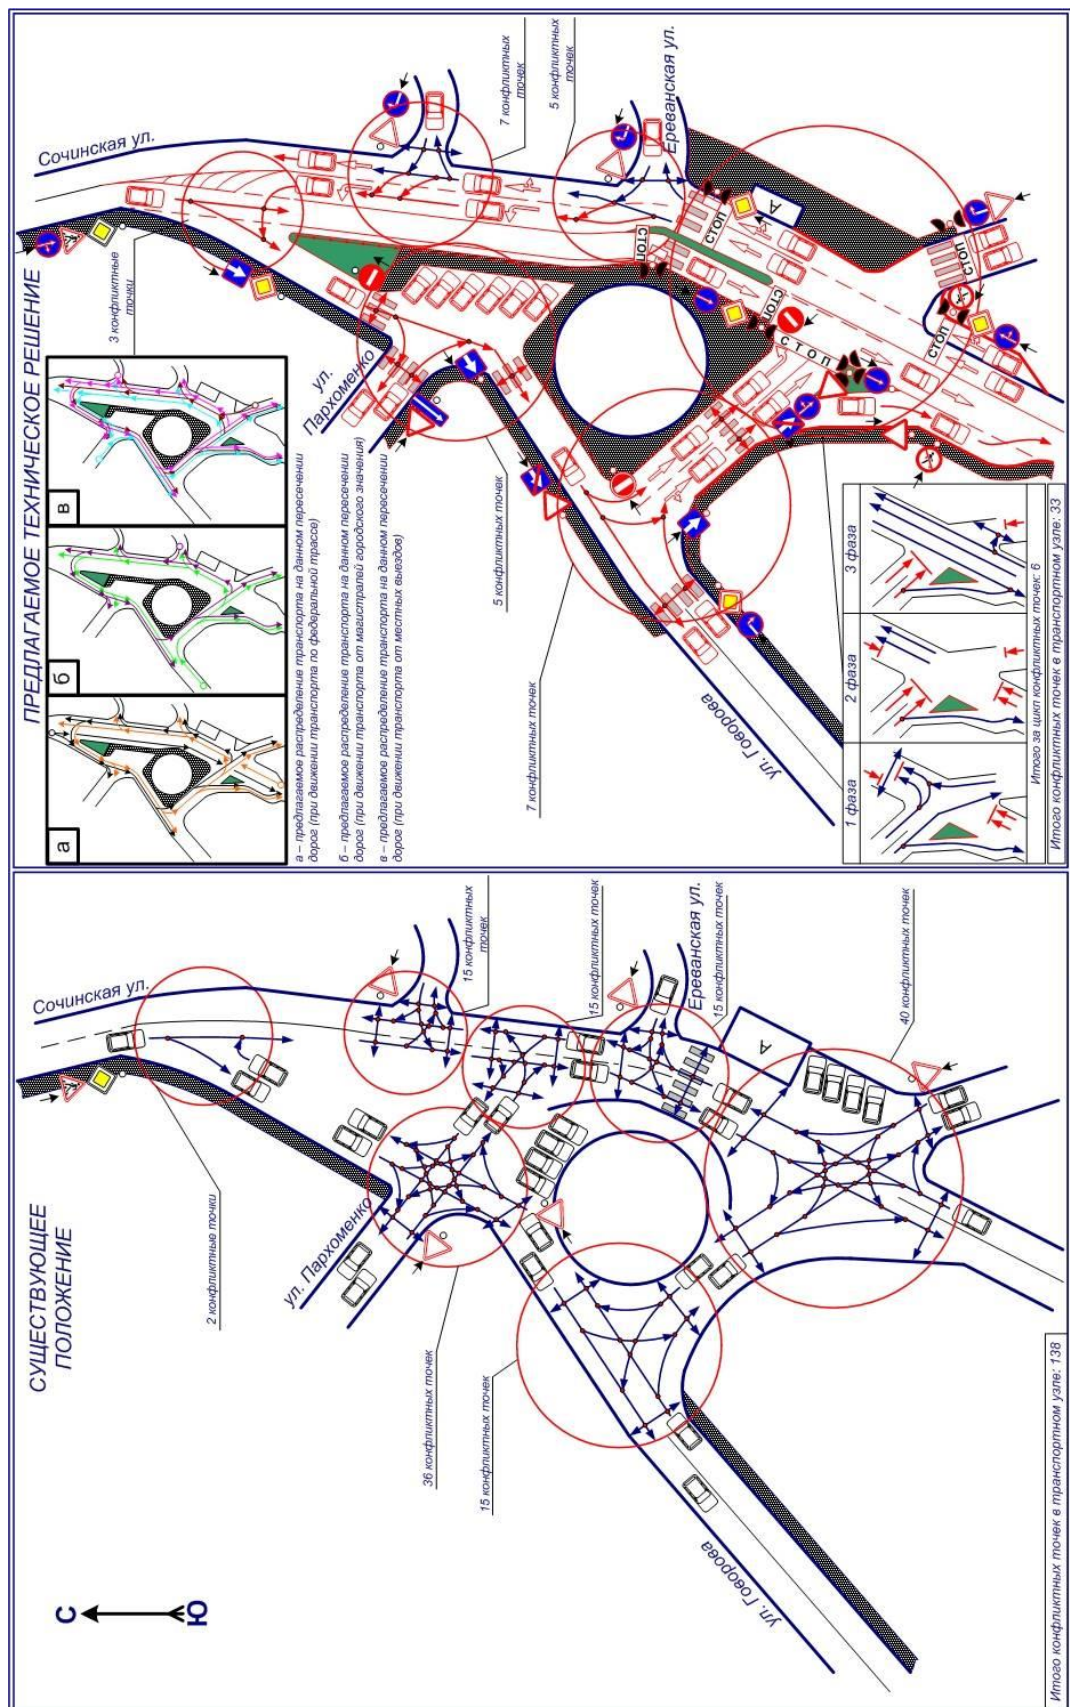 СУЩЕСТВУЮЩЕЕ
ПОЛОЖЕНИЕ
С
Ю
Сочинская ул.
ул. Пархоменко
Ереванская ул.
ул. Говорова
А
2 конфликтные точки
36 конфликтных точек
15 конфликтных точек
15 конфликтных
точек
15 конфликтных точек
15 конфликтных точек
40 конфликтных точек
Итого конфликтных точек в транспортном узле: 138
ПРЕДЛАГАЕМОЕ ТЕХНИЧЕСКОЕ РЕШЕНИЕ
а
б
в
а – предлагаемое распределение транспорта на данном пересечении
дорог (при движении транспорта по федеральной трассе)
б – предлагаемое распределение транспорта на данном пересечении
дорог (при движении транспорта от магистралей городского значения)
в – предлагаемое распределение транспорта на данном пересечении
дорог (при движении транспорта от местных выездов)
Сочинская ул.
ул.
Пархоменко
Ереванская ул.
ул. Говорова
3 конфликтные
точки
7 конфликтных
точек
5 конфликтных
точек
5 конфликтных точек
7 конфликтных точек
СТОП
СТОП
СТОП
СТОП
СТОП
СТОП
А
1 фаза
2 фаза
3 фаза
Итого за цикл конфликтных точек: 6
Итого конфликтных точек в транспортном узле: 33